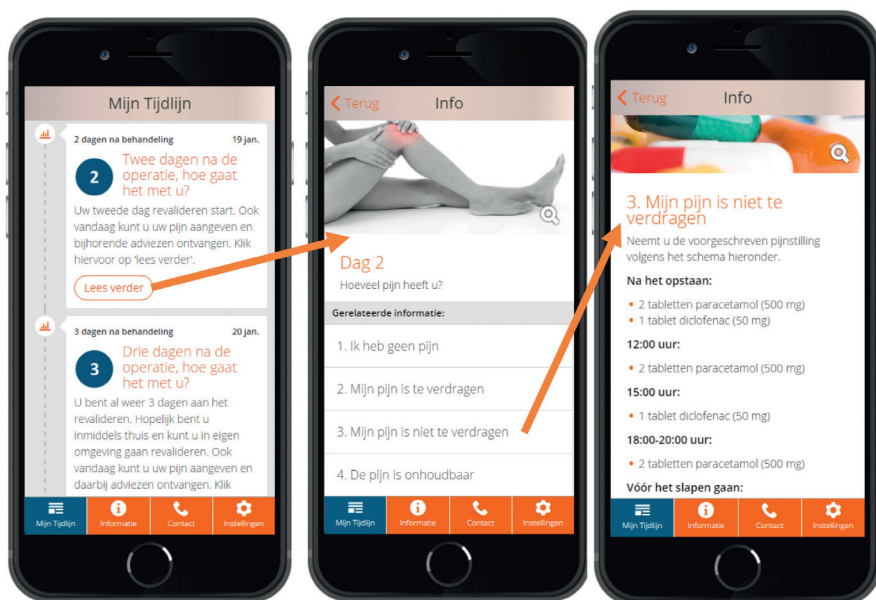 Mijn Tijdlijn
2 dagen na behandeling 19 jan.
2
Twee dagen na de
operatie, hoe gaat
het met u?
Uw tweede dag revalideren start. Ook
vandaag kunt u uw pijn aangeven en
bijhorende adviezen ontvangen. Klik
hiervoor op 'lees verder'.
Lees verder
3 dagen na behandeling 20 jan.
3
Drie dagen na de
operatie, hoe gaat
het met u?
U bent al weer 3 dagen aan het
revalideren. Hopelijk bent u
inmiddels thuis en kunt u in eigen
omgeving gaan revalideren. Ook
vandaag kunt u uw pijn aangeven en
daarbij adviezen ontvangen. Klik
Mijn Tijdlijn Informatie Contact Instellingen
Terug Info
Dag 2
Hoeveel pijn heeft u?
Gerelateerde informatie:
1. Ik heb geen pijn
2. Mijn pijn is te verdragen
3. Mijn pijn is niet te verdragen
4. De pijn is onhoudbaar
Mijn Tijdlijn Informatie Contact Instellingen
Terug Info
3. Mijn pijn is niet te
verdragen
Neemt u de voorgeschreven pijnstilling
volgens het schema hieronder.
Na het opstaan:
• 2 tabletten paracetamol (500 mg)
• 1 tablet diclofenac (50 mg)
12:00 uur:
• 2 tabletten paracetamol (500 mg)
15:00 uur:
• 1 tablet diclofenac (50 mg)
18:00-20:00 uur:
• 2 tabletten paracetamol (500 mg)
Vóór het slapen gaan:
Mijn Tijdlijn Informatie Contact Instellingen